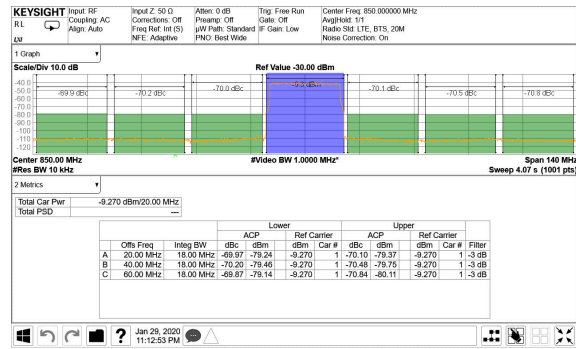 KEYSIGHT Input: RF Input Z: 50 Ω Atten: 0 dB Trig: Free Run Center Freq: 850.000000 MHz
R L Coupling: AC Corrections: Off Preamp: Off Gate: Off Avg|Hold: 1/1
Align: Auto Freq Ref: Int (S) µW Path: Standard IF Gain: Low Radio Std: LTE, BTS, 20M
LXI NFE: Adaptive PNO: Best Wide Noise Correction: On
1 Graph
Scale/Div 10.0 dB Ref Value -30.00 dBm
-40.0
-50.0
-60.0
-70.0
-80.0
-90.0
-100
-110
-120
-69.9 dBc -70.2 dBc -70.0 dBc -9.3 dBm -70.1 dBc -70.5 dBc -70.8 dBc
Center 850.00 MHz #Video BW 1.0000 MHz* Span 140 MHz
#Res BW 10 kHz Sweep 4.07 s (1001 pts)
2 Metrics
Total Car Pwr -9.270 dBm/20.00 MHz
Total PSD ---
Lower Upper
ACP Ref Carrier ACP Ref Carrier
Offs Freq Integ BW dBc dBm dBm Car # dBc dBm dBm Car # Filter
A 20.00 MHz 18.00 MHz -69.97 -79.24 -9.270 1 -70.10 -79.37 -9.270 1 -3 dB
B 40.00 MHz 18.00 MHz -70.20 -79.46 -9.270 1 -70.48 -79.75 -9.270 1 -3 dB
C 60.00 MHz 18.00 MHz -69.87 -79.14 -9.270 1 -70.84 -80.11 -9.270 1 -3 dB
? Jan 29, 2020
11:12:53 PM